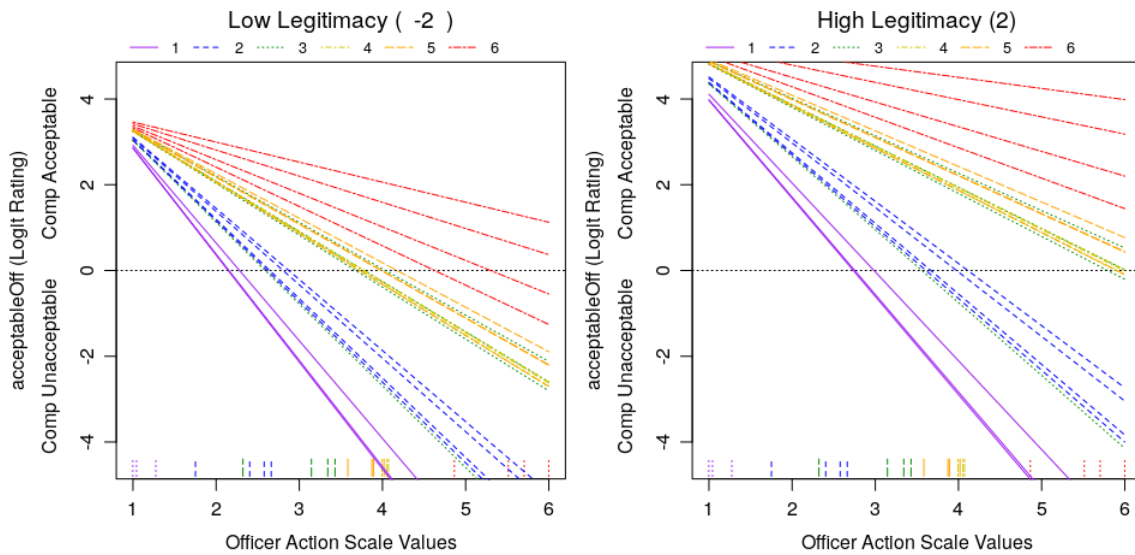 Low Legitimacy ( -2 )
1 2 3 4 5 6
acceptableOff (Logit Rating)
Comp Unacceptable Comp Acceptable
4
2
0
-2
-4
1 2 3 4 5 6
Officer Action Scale Values
High Legitimacy (2)
1 2 3 4 5 6
acceptableOff (Logit Rating)
Comp Unacceptable Comp Acceptable
4
2
0
-2
-4
1 2 3 4 5 6
Officer Action Scale Values